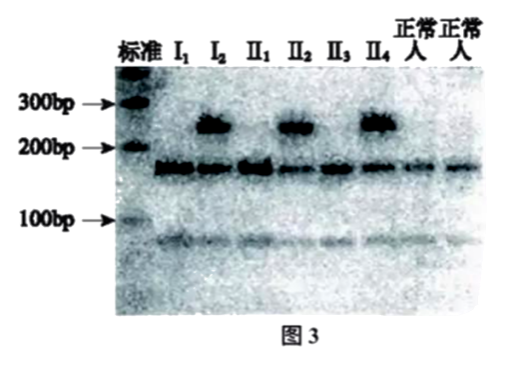 正常 正常
标准 Ⅰ₁ Ⅰ₂ Ⅱ₁ Ⅱ₂ Ⅱ₃ Ⅱ₄ 人 人
300bp
200bp
100bp
图 3